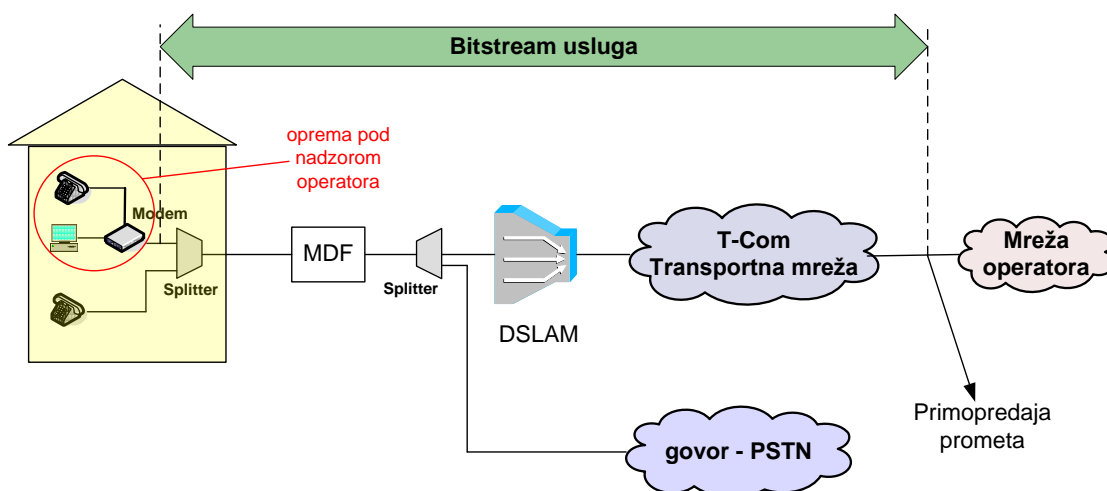 Bitstream usluga
oprema pod
nadzorom
operatora
Modem
Splitter
MDF
Splitter
DSLAM
T-Com
Transportna mreža
Mreža
operatora
Primopredaja
prometa
govor - PSTN